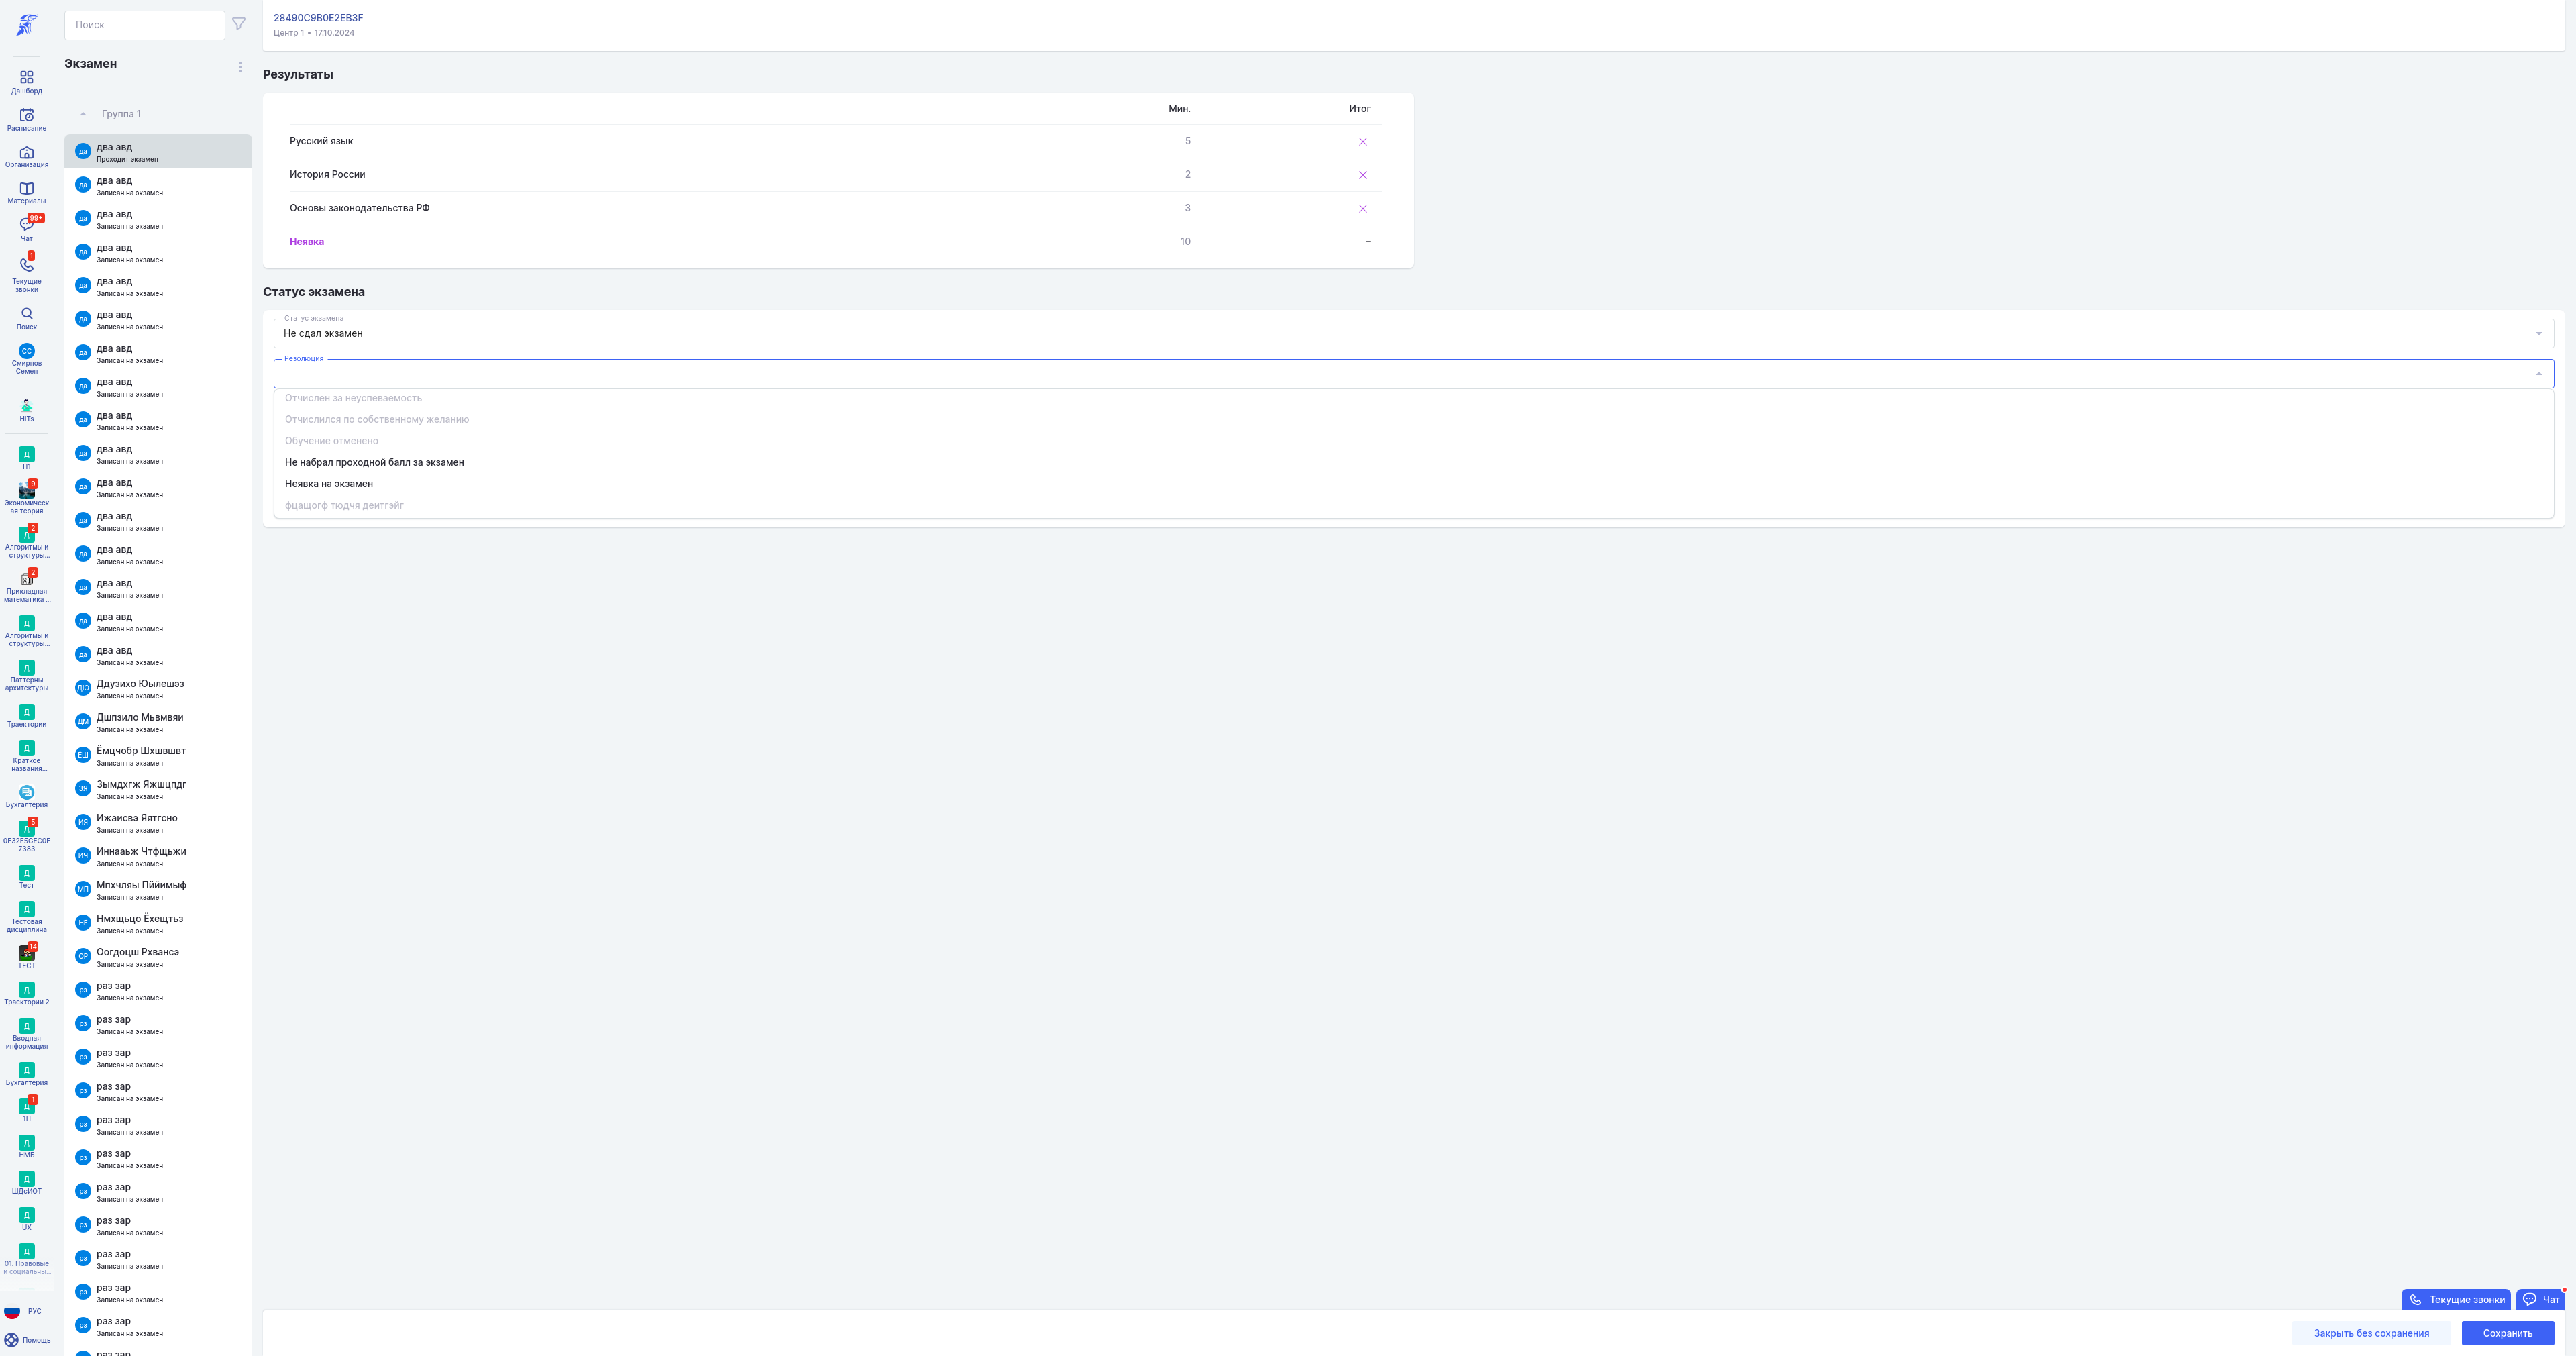 Дашборд
Расписание
Организация
Материалы
99+
Чат
1
Текущие
звонки
Поиск
СС
Смирнов
Семен
HITs
Д
П1
9
Экономическ
ая теория
2
Д
Алгоритмы и
структуры...
2
Прикладная
математика ...
Д
Алгоритмы и
структуры...
Д
Паттерны
архитектуры
Д
Траектории
Д
Краткое
названия...
Бухгалтерия
5
Д
0F32E5GEC0F
7383
Д
Тест
Д
Тестовая
дисциплина
14
ТЕСТ
Д
Траектории 2
Д
Вводная
информация
Д
Бухгалтерия
1
Д
1П
Д
НМБ
Д
ШДсИОТ
Д
UX
Д
01. Правовые
и социальны...
РУС
Помощь
Поиск
Экзамен
Группа 1
да два авд
Проходит экзамен
да два авд
Записан на экзамен
да два авд
Записан на экзамен
да два авд
Записан на экзамен
да два авд
Записан на экзамен
да два авд
Записан на экзамен
да два авд
Записан на экзамен
да два авд
Записан на экзамен
да два авд
Записан на экзамен
да два авд
Записан на экзамен
да два авд
Записан на экзамен
да два авд
Записан на экзамен
да два авд
Записан на экзамен
да два авд
Записан на экзамен
да два авд
Записан на экзамен
да два авд
Записан на экзамен
ДЮ Ддузихо Юылешэз
Записан на экзамен
ДМ Дшпзило Мьвмвяи
Записан на экзамен
ЁШ Ёмцчобр Шхшвшвт
Записан на экзамен
ЗЯ Зымдхгж Яжшцпдг
Записан на экзамен
ИЯ Ижаисвэ Яятгсно
Записан на экзамен
ИЧ Иннааьж Чтфщьжи
Записан на экзамен
МП Мпхчляы Пййимыф
Записан на экзамен
НЁ Нмхщьцо Ёхещтьз
Записан на экзамен
ОР Оогдоцш Рхвансэ
Записан на экзамен
рз раз зар
Записан на экзамен
рз раз зар
Записан на экзамен
рз раз зар
Записан на экзамен
рз раз зар
Записан на экзамен
рз раз зар
Записан на экзамен
рз раз зар
Записан на экзамен
рз раз зар
Записан на экзамен
рз раз зар
Записан на экзамен
рз раз зар
Записан на экзамен
рз раз зар
Записан на экзамен
рз раз зар
Записан на экзамен
раз зар
28490C9B0E2EB3F
Центр 1 • 17.10.2024
Результаты
Мин. Итог
Русский язык 5
История России 2
Основы законодательства РФ 3
Неявка 10 -
Статус экзамена
Статус экзамена
Не сдал экзамен
Резолюция
Отчислен за неуспеваемость
Отчислился по собственному желанию
Обучение отменено
Не набрал проходной балл за экзамен
Неявка на экзамен
фцащогф тюдчя деитгэйг
Текущие звонки
Чат
Закрыть без сохранения
Сохранить